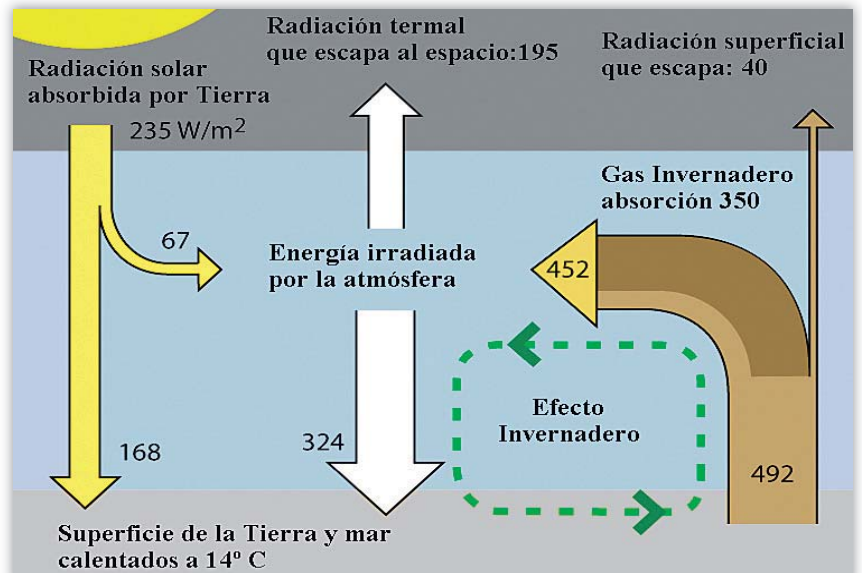 Radiación termal
que escapa al espacio:195
Radiación superficial
que escapa: 40
Radiación solar
absorbida por Tierra
235 W/m²
Gas Invernadero
absorción 350
67
Energía irradiada
por la atmósfera
452
Efecto
Invernadero
168
324
492
Superficie de la Tierra y mar
calentados a 14º C